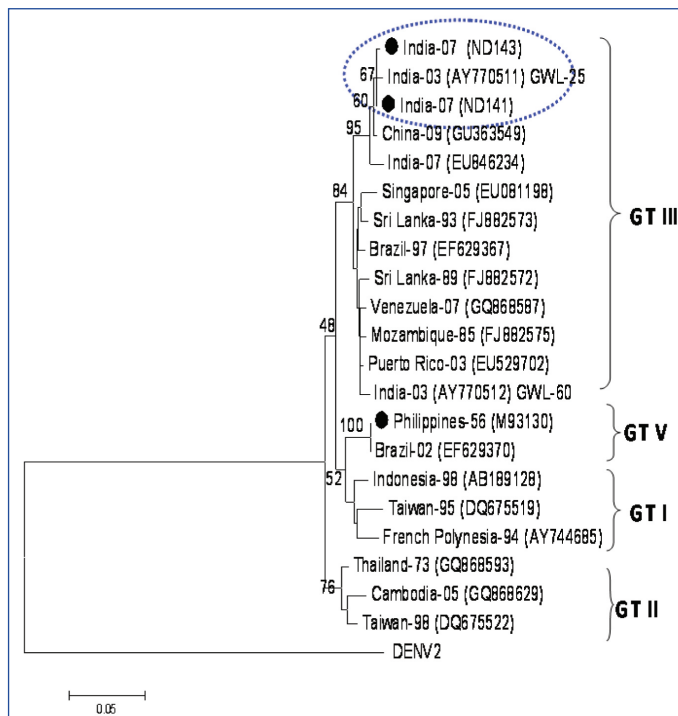 India-07 (ND143)
67
India-03 (AY770511) GWL-25
60
India-07 (ND141)
95
China-09 (GU363549)
India-07 (EU846234)
84
Singapore-05 (EU081198)
GT III
Sri Lanka-93 (FJ882573)
Brazil-97 (EF629367)
Sri Lanka-89 (FJ882572)
Venezuela-07 (GQ868587)
48
Mozambique-85 (FJ882575)
Puerto Rico-03 (EU529702)
India-03 (AY770512) GWL-60
100
Philippines-56 (M93130)
GT V
Brazil-02 (EF629370)
52
Indonesia-98 (AB189128)
Taiwan-95 (DQ675519)
GT I
French Polynesia-94 (AY744685)
Thailand-73 (GQ868593)
76
Cambodia-05 (GQ868629)
GT II
Taiwan-98 (DQ675522)
DENV2
0.05